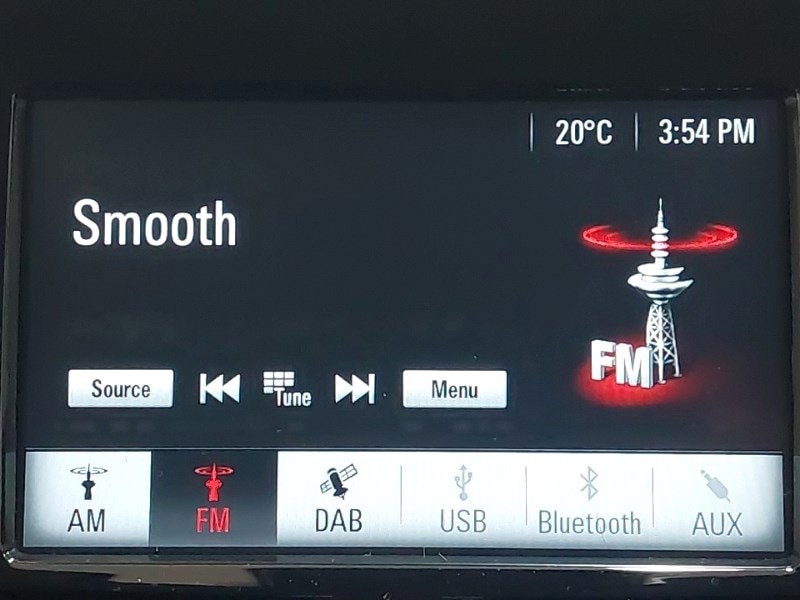 20°C 3:54 PM
Smooth
FM
Source Tune Menu
AM FM DAB USB Bluetooth AUX